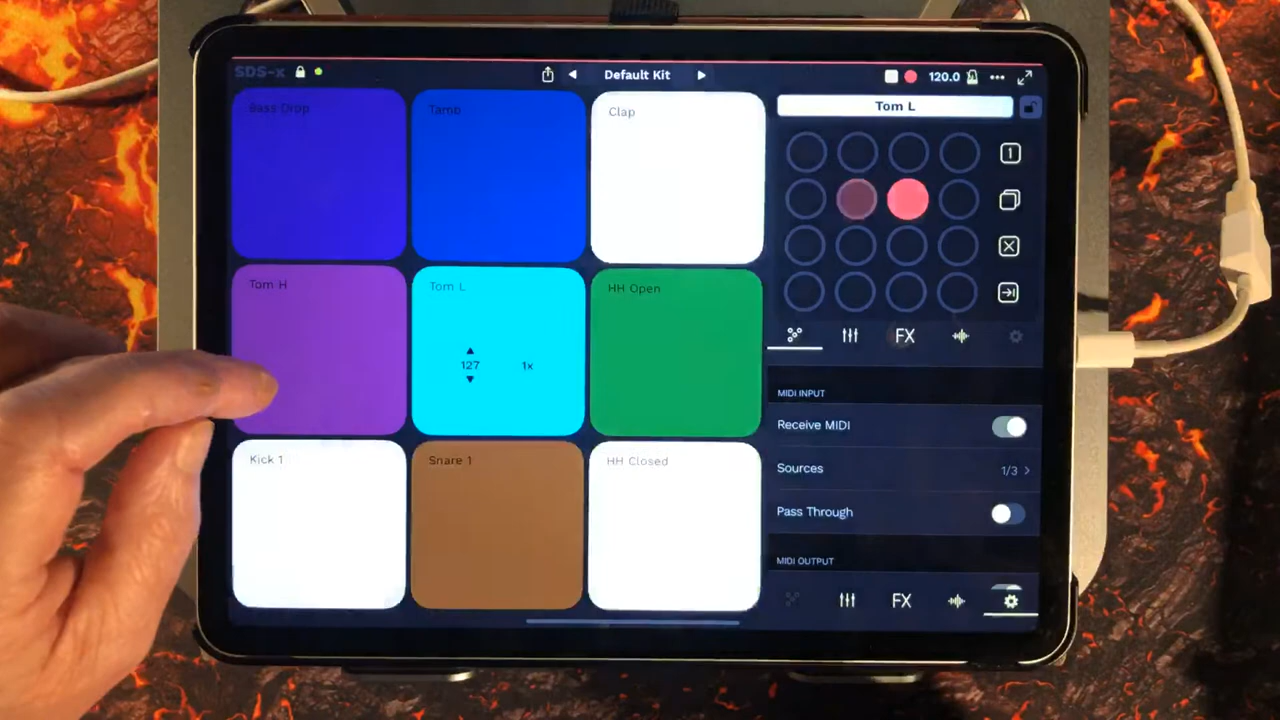 SDS-x
Default Kit
120.0
Bass Drop
Tamb
Clap
Tom L
1
Tom H
Tom L
127
1x
HH Open
FX
MIDI INPUT
Receive MIDI
Sources
1/3
Pass Through
MIDI OUTPUT
Kick 1
Snare 1
HH Closed
FX